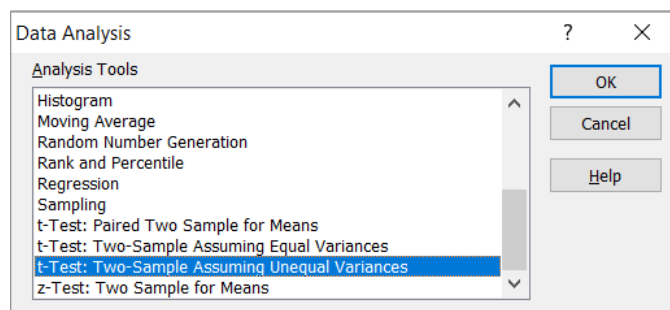 Data Analysis ? ×
Analysis Tools
Histogram
Moving Average
Random Number Generation
Rank and Percentile
Regression
Sampling
t-Test: Paired Two Sample for Means
t-Test: Two-Sample Assuming Equal Variances
t-Test: Two-Sample Assuming Unequal Variances
z-Test: Two Sample for Means
OK
Cancel
Help